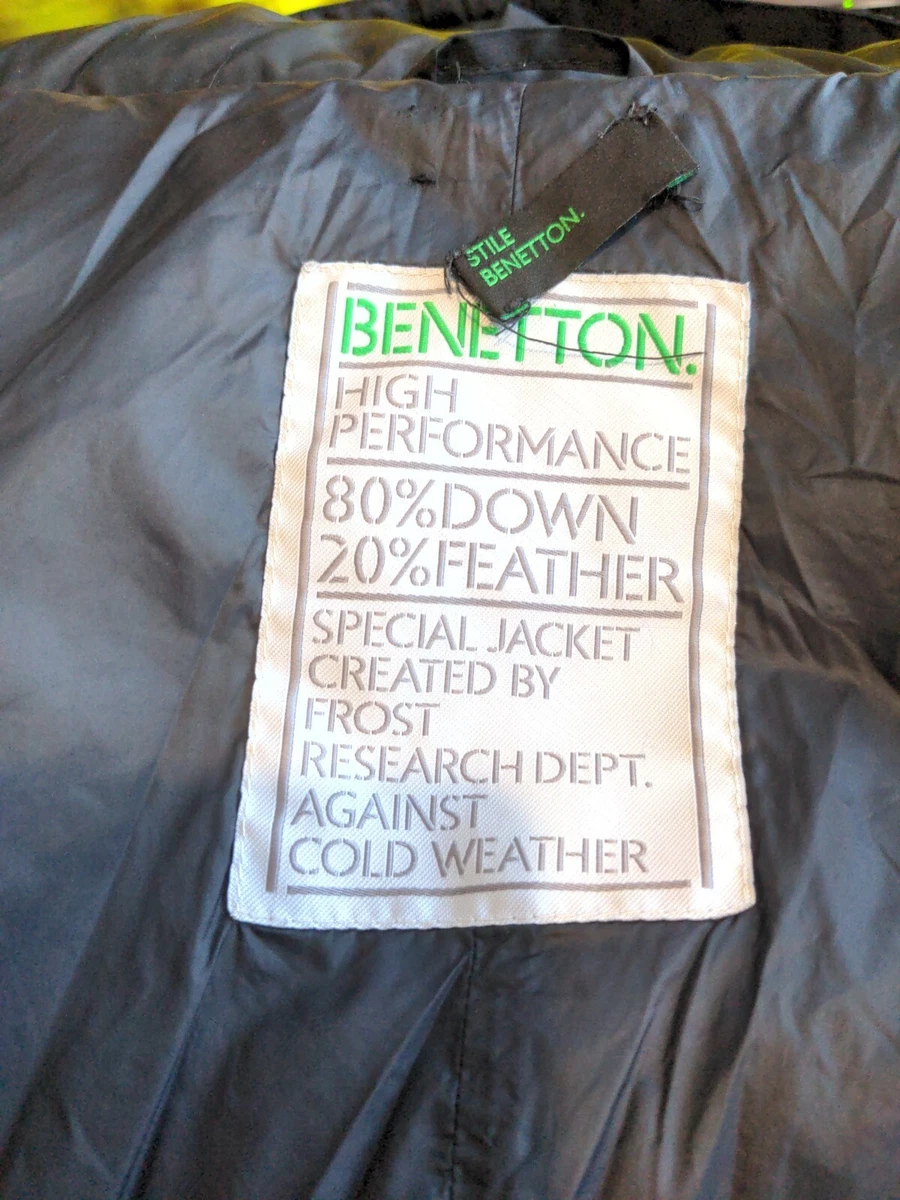 STILE
BENETTON.
BENETTON.
HIGH
PERFORMANCE
80%DOWN
20%FEATHER
SPECIAL JACKET
CREATED BY
FROST
RESEARCH DEPT.
AGAINST
COLD WEATHER